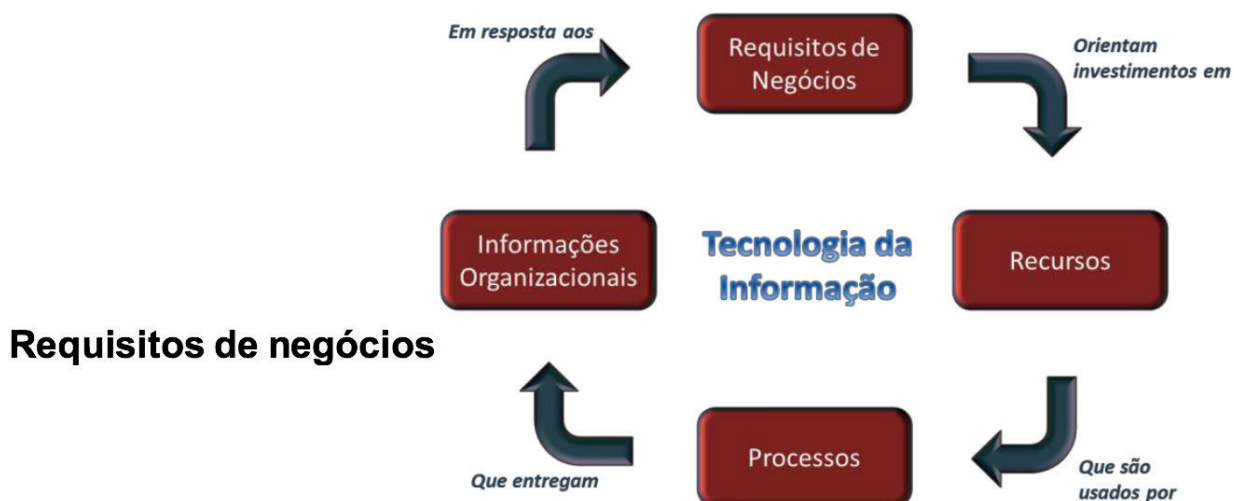 Em resposta aos
Requisitos de
Negócios
Orientam
investimentos em
Informações
Organizacionais
Tecnologia da
Informação
Recursos
Requisitos de negócios
Processos
Que entregam
Que são
usados por